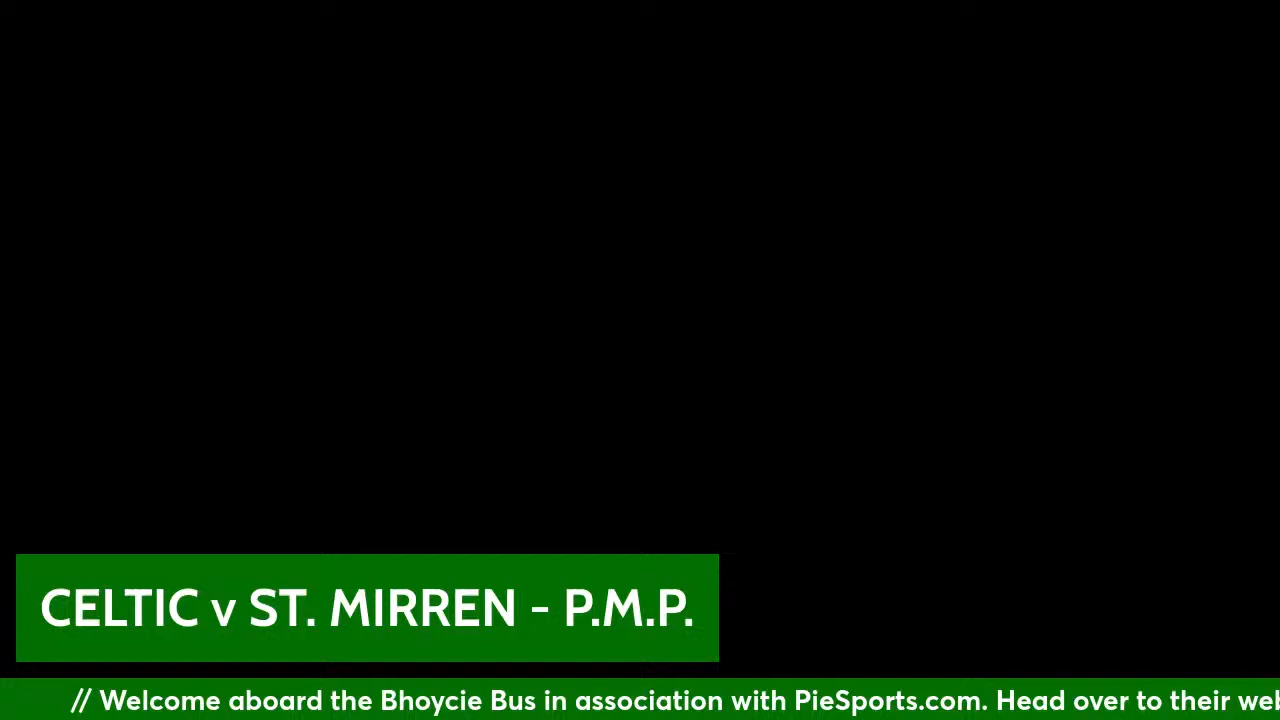 CELTIC v ST. MIRREN - P.M.P.
// Welcome aboard the Bhoycie Bus in association with PieSports.com. Head over to their